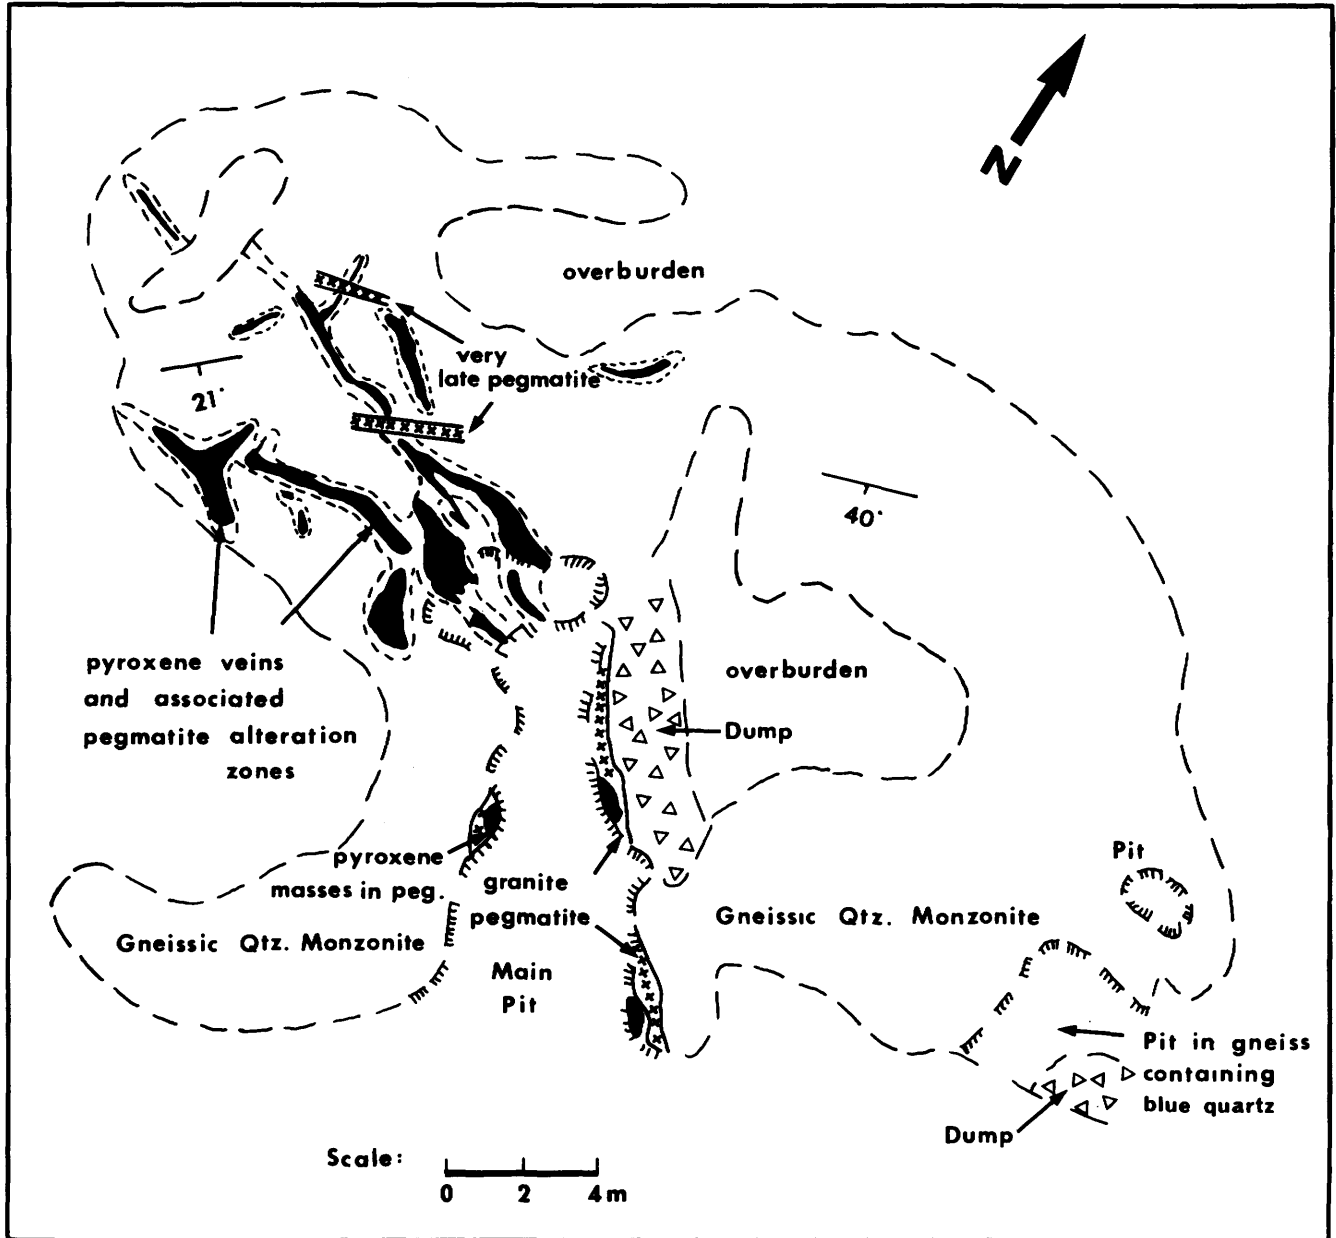 N
overburden
very
late pegmatite
21°
40°
pyroxene veins
and associated
pegmatite alteration
zones
overburden
Dump
pyroxene
masses in peg.
granite
pegmatite
Pit
Gneissic Qtz. Monzonite
Gneissic Qtz. Monzonite
Main
Pit
Pit in gneiss
containing
blue quartz
Dump
Scale:
0 2 4m